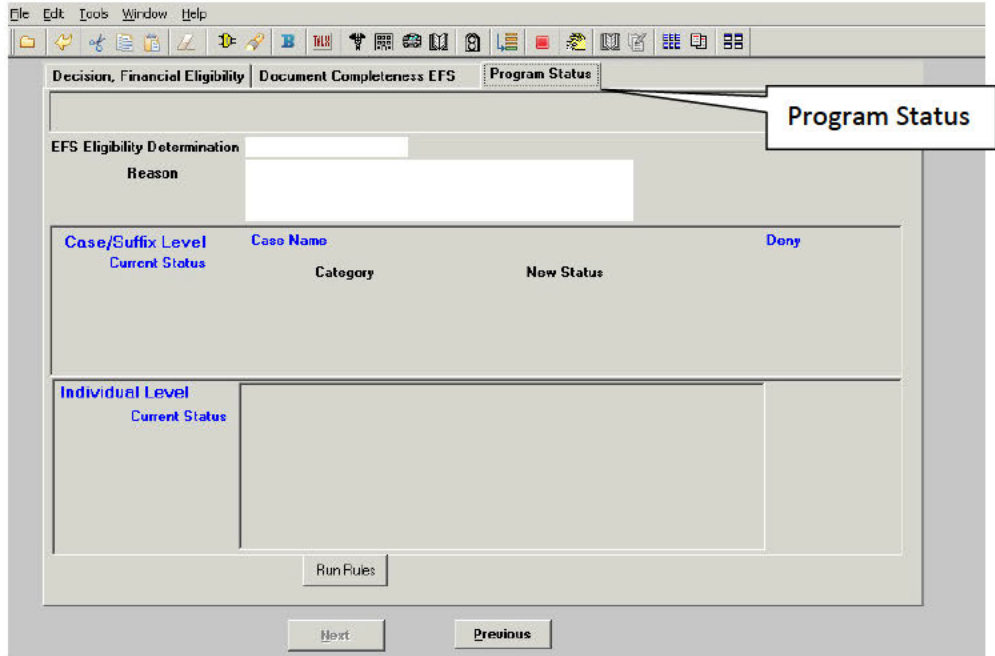 File Edit Tools Window Help
B TALX
Decision, Financial Eligibility Document Completeness EFS Program Status
Program Status
EFS Eligibility Determination
Reason
Case/Suffix Level Case Name Deny
Current Status
Category New Status
Individual Level
Current Status
Run Rules
Next Previous